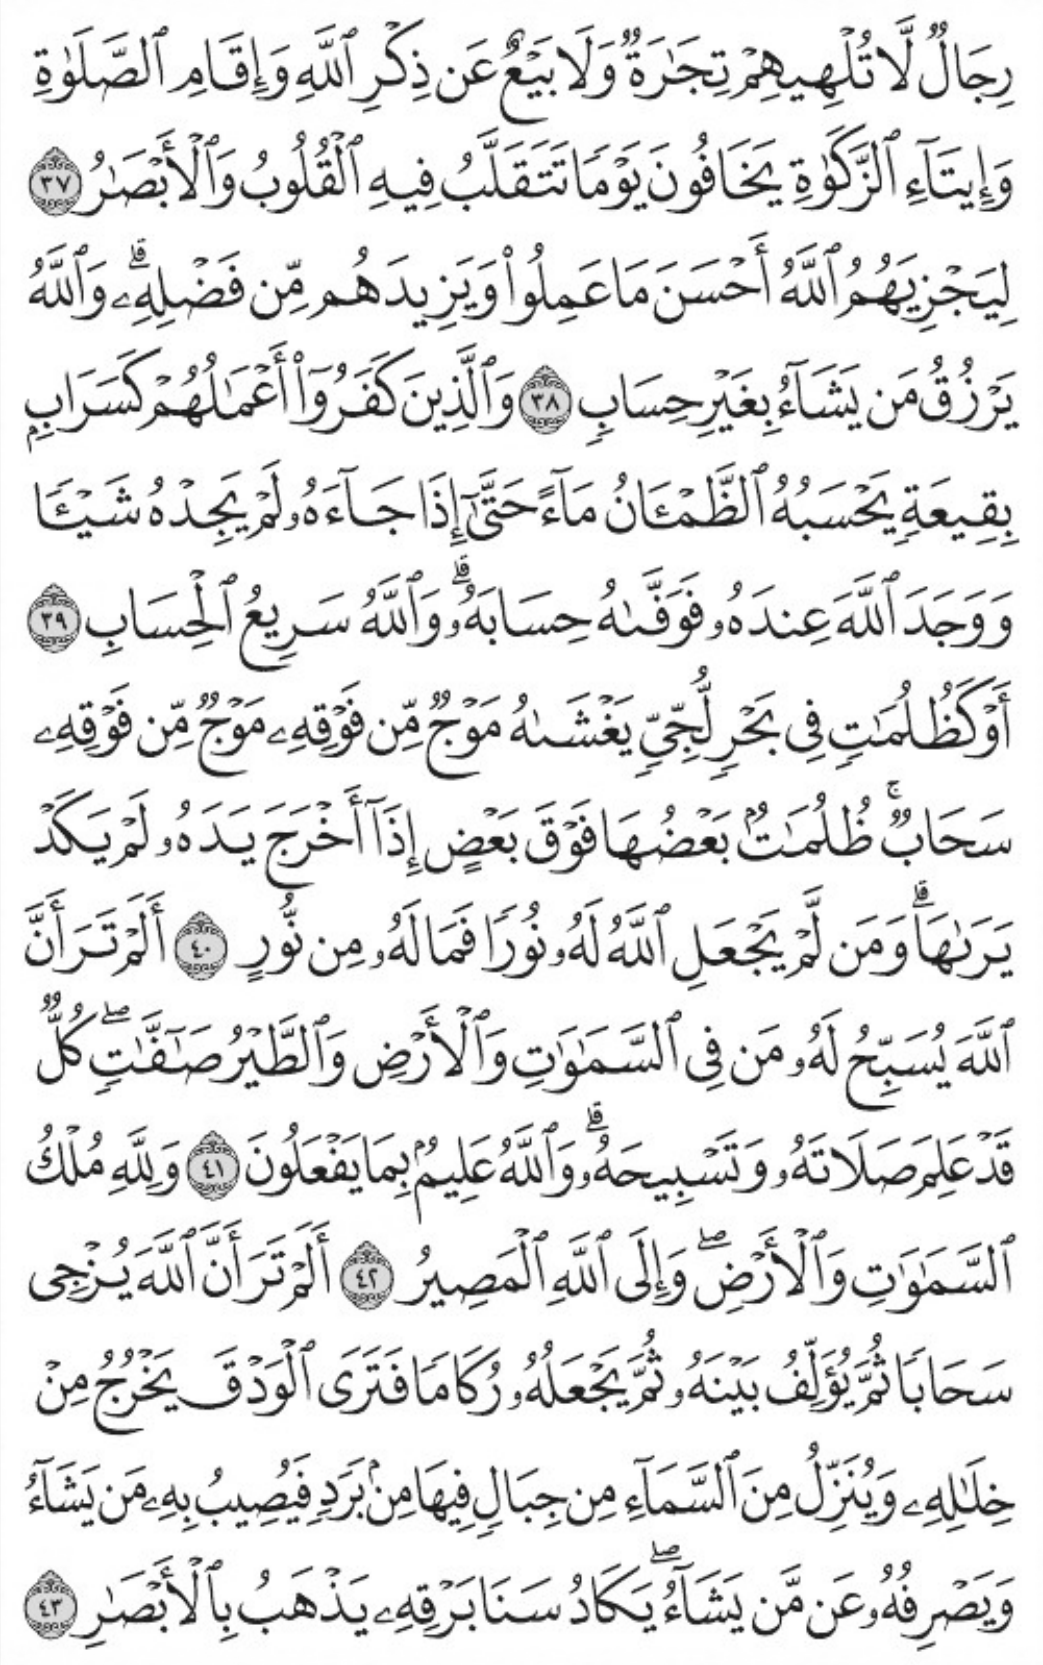 رِجَالٌ لَّا تُلْهِيهِمْ تِجَٰرَةٌ وَلَا بَيْعٌ عَن ذِكْرِ ٱللَّهِ وَإِقَامِ ٱلصَّلَوٰةِ
وَإِيتَآءِ ٱلزَّكَوٰةِ يَخَافُونَ يَوْمًا تَتَقَلَّبُ فِيهِ ٱلْقُلُوبُ وَٱلْأَبْصَٰرُ ٣٧
لِيَجْزِيَهُمُ ٱللَّهُ أَحْسَنَ مَا عَمِلُوا۟ وَيَزِيدَهُم مِّن فَضْلِهِۦ ۗ وَٱللَّهُ
يَرْزُقُ مَن يَشَآءُ بِغَيْرِ حِسَابٍ ٣٨ وَٱلَّذِينَ كَفَرُوٓا۟ أَعْمَٰلُهُمْ كَسَرَابٍۭ
بِقِيعَةٍ يَحْسَبُهُ ٱلظَّمْـَٔانُ مَآءً حَتَّىٰٓ إِذَا جَآءَهُۥ لَمْ يَجِدْهُ شَيْـًٔا
وَوَجَدَ ٱللَّهَ عِندَهُۥ فَوَفَّىٰهُ حِسَابَهُۥ ۗ وَٱللَّهُ سَرِيعُ ٱلْحِسَابِ ٣٩
أَوْ كَظُلُمَٰتٍ فِى بَحْرٍ لُّجِّىٍّ يَغْشَىٰهُ مَوْجٌ مِّن فَوْقِهِۦ مَوْجٌ مِّن فَوْقِهِۦ
سَحَابٌ ۚ ظُلُمَٰتٌۢ بَعْضُهَا فَوْقَ بَعْضٍ إِذَآ أَخْرَجَ يَدَهُۥ لَمْ يَكَدْ
يَرَىٰهَا ۗ وَمَن لَّمْ يَجْعَلِ ٱللَّهُ لَهُۥ نُورًا فَمَا لَهُۥ مِن نُّورٍ ٤٠ أَلَمْ تَرَ أَنَّ
ٱللَّهَ يُسَبِّحُ لَهُۥ مَن فِى ٱلسَّمَٰوَٰتِ وَٱلْأَرْضِ وَٱلطَّيْرُ صَٰٓفَّٰتٍ ۖ كُلٌّ
قَدْ عَلِمَ صَلَاتَهُۥ وَتَسْبِيحَهُۥ ۗ وَٱللَّهُ عَلِيمٌۢ بِمَا يَفْعَلُونَ ٤١ وَلِلَّهِ مُلْكُ
ٱلسَّمَٰوَٰتِ وَٱلْأَرْضِ ۖ وَإِلَى ٱللَّهِ ٱلْمَصِيرُ ٤٢ أَلَمْ تَرَ أَنَّ ٱللَّهَ يُزْجِى
سَحَابًا ثُمَّ يُؤَلِّفُ بَيْنَهُۥ ثُمَّ يَجْعَلُهُۥ رُكَامًا فَتَرَى ٱلْوَدْقَ يَخْرُجُ مِنْ
خِلَٰلِهِۦ وَيُنَزِّلُ مِنَ ٱلسَّمَآءِ مِن جِبَالٍ فِيهَا مِنۢ بَرَدٍ فَيُصِيبُ بِهِۦ مَن يَشَآءُ
وَيَصْرِفُهُۥ عَن مَّن يَشَآءُ ۖ يَكَادُ سَنَا بَرْقِهِۦ يَذْهَبُ بِٱلْأَبْصَٰرِ ٤٣